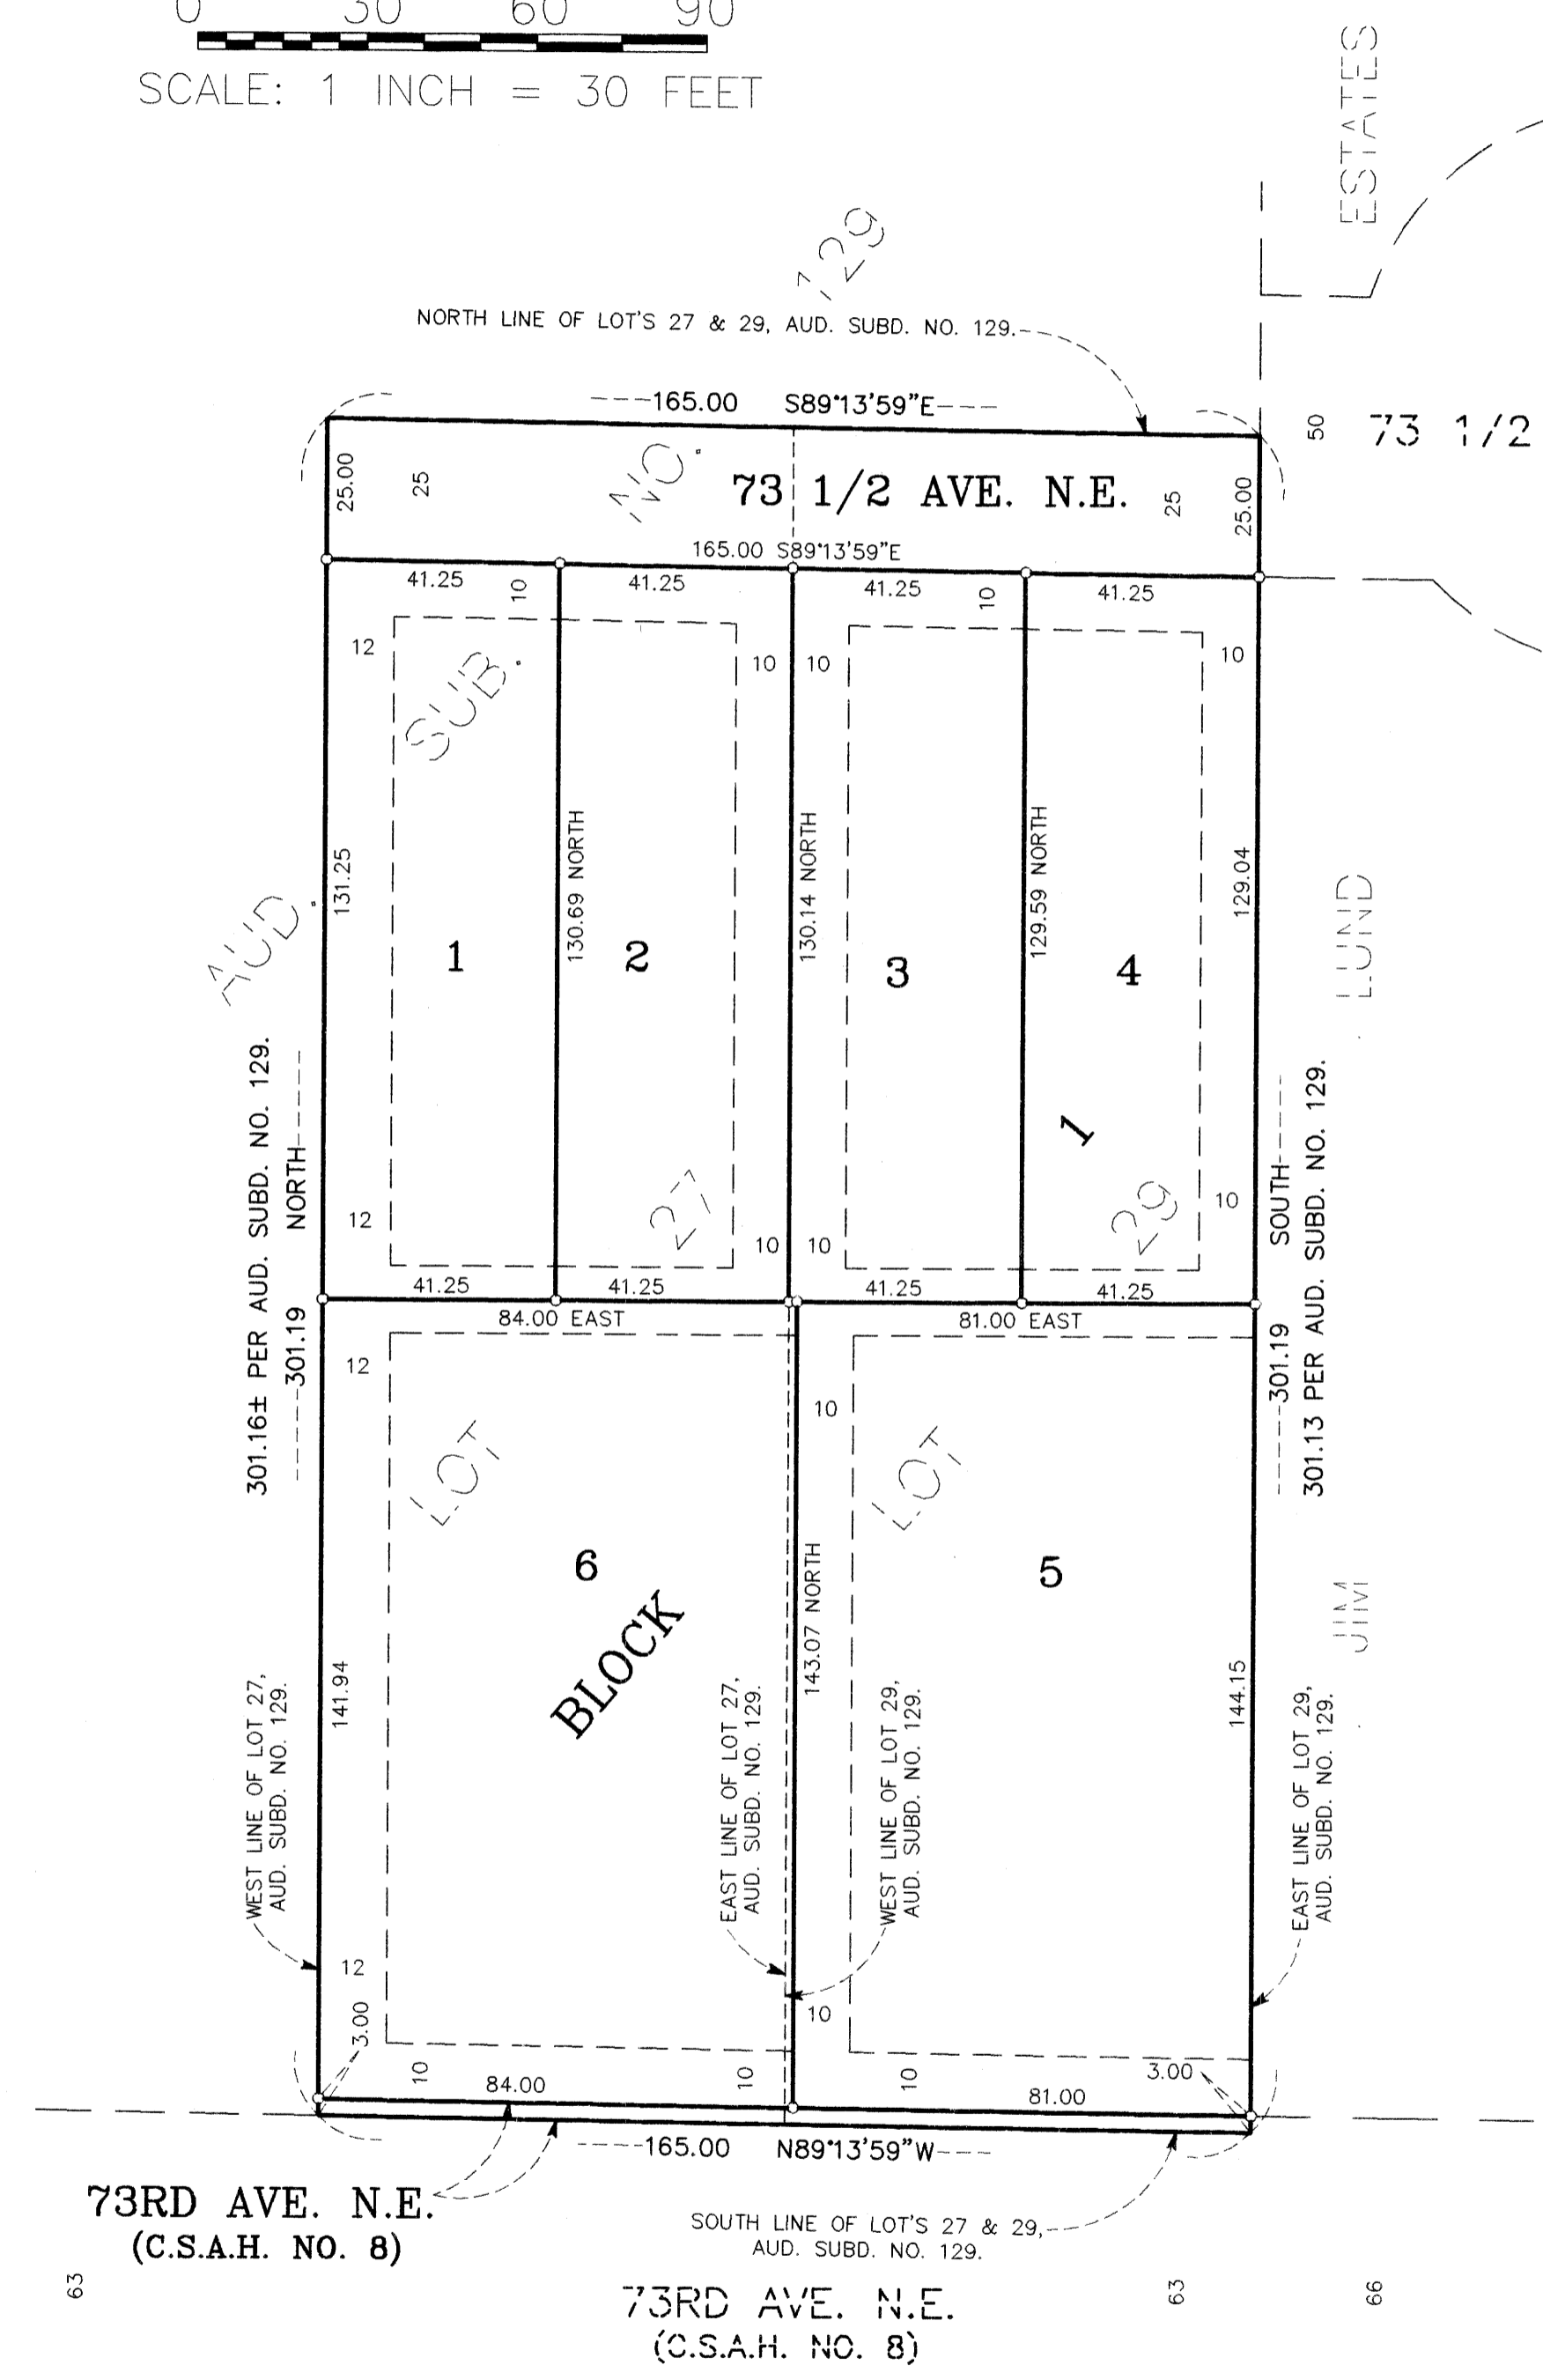 0 30 60 90
SCALE: 1 INCH = 30 FEET
ESTATES
129
NORTH LINE OF LOT'S 27 & 29, AUD. SUBD. NO. 129.
165.00 S89°13'59"E
50
73 1/2
25.00
25
NO.
73 1/2 AVE. N.E.
25
25.00
165.00 S89°13'59"E
41.25
10
41.25
41.25
10
41.25
12
SUB.
10
10
10
131.25
130.69 NORTH
130.14 NORTH
129.59 NORTH
129.04
AUD.
1
2
3
4
LUND
1
301.16± PER AUD. SUBD. NO. 129.
301.19 NORTH
12
27
10
10
29
10
301.19 SOUTH
301.13 PER AUD. SUBD. NO. 129.
41.25
41.25
41.25
41.25
84.00 EAST
81.00 EAST
12
10
LOT
LOT
6
5
BLOCK
JIM
141.94
143.07 NORTH
144.15
WEST LINE OF LOT 27,
AUD. SUBD. NO. 129.
EAST LINE OF LOT 27,
AUD. SUBD. NO. 129.
WEST LINE OF LOT 29,
AUD. SUBD. NO. 129.
EAST LINE OF LOT 29,
AUD. SUBD. NO. 129.
12
3.00
10
10
84.00
10
10
81.00
3.00
165.00 N89°13'59"W
73RD AVE. N.E.
(C.S.A.H. NO. 8)
SOUTH LINE OF LOT'S 27 & 29,
AUD. SUBD. NO. 129.
63
73RD AVE. N.E.
(C.S.A.H. NO. 8)
63
66